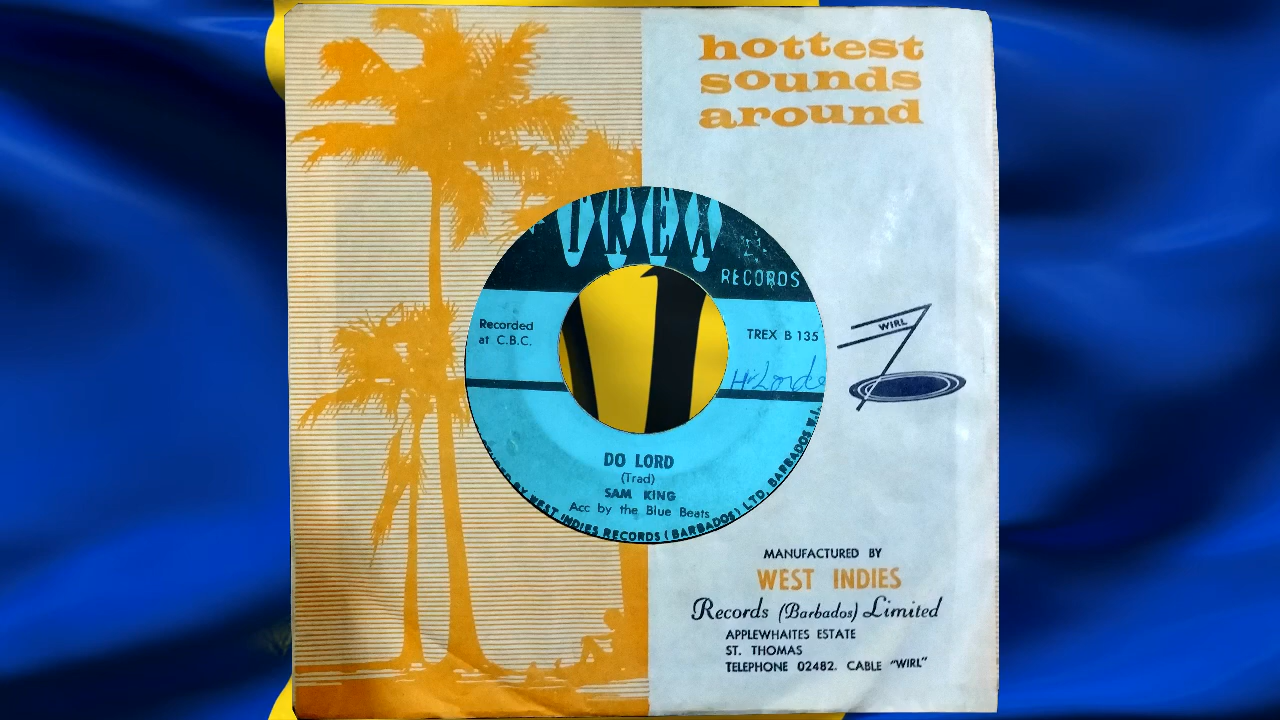 hottest
sounds
around
TREX
RECORDS
Recorded
at C.B.C.
TREX B 135
DO LORD
(Trad)
SAM KING
Acc by the Blue Beats
BY WEST INDIES RECORDS (BARBADOS) LTD. BARBADOS W.I.
WIRL
MANUFACTURED BY
WEST INDIES
Records (Barbados) Limited
APPLEWHAITES ESTATE
ST. THOMAS
TELEPHONE 02482. CABLE "WIRL"